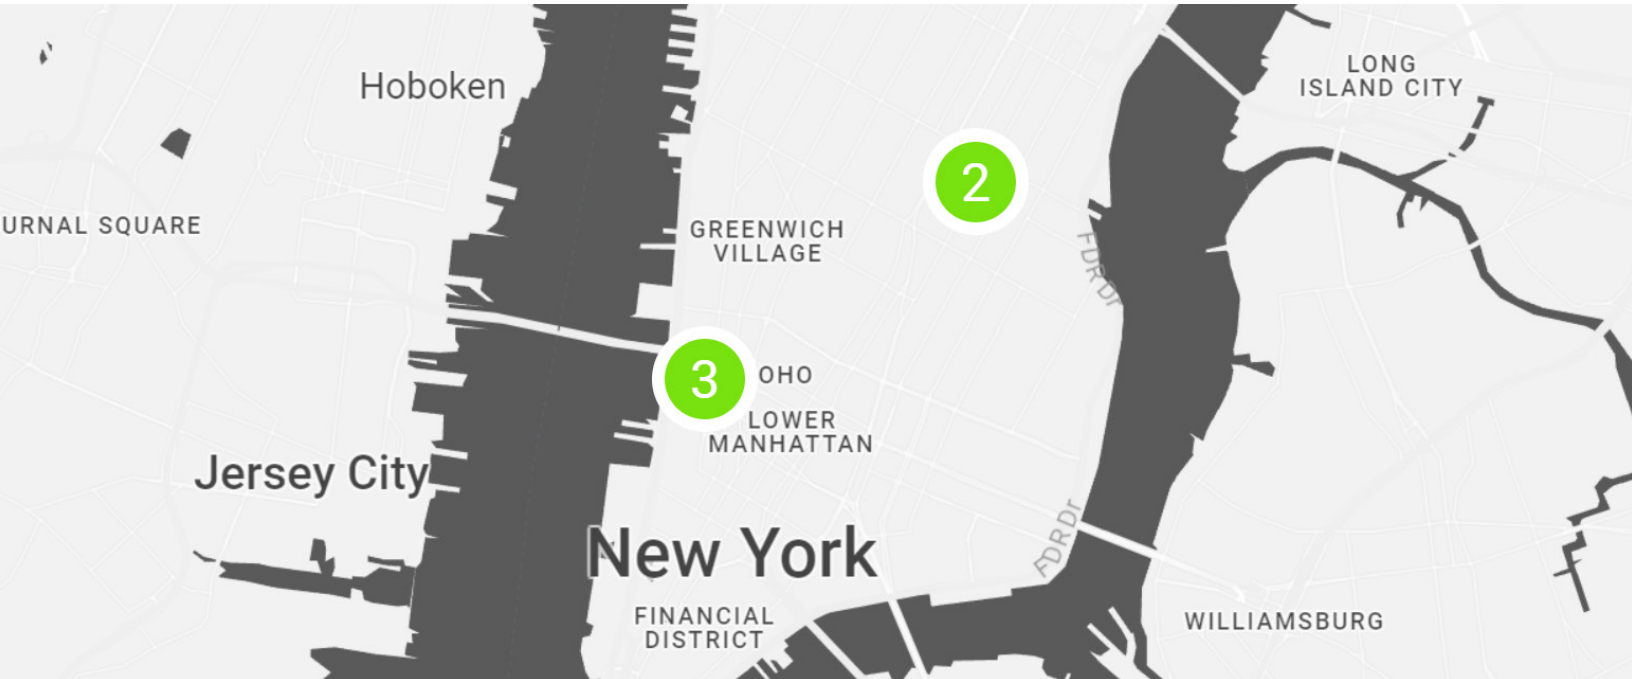 LONG
ISLAND CITY
Hoboken
2
URNAL SQUARE
GREENWICH
VILLAGE
FDR Dr
3
OHO
LOWER
MANHATTAN
Jersey City
New York
FDR Dr
FINANCIAL
DISTRICT
WILLIAMSBURG